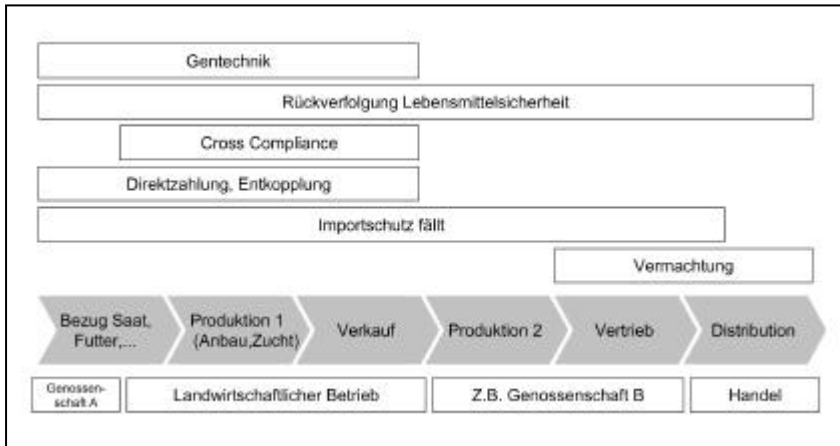 Gentechnik
Rückverfolgung Lebensmittelsicherheit
Cross Compliance
Direktzahlung, Entkopplung
Importschutz fällt
Vermachtung
Bezug Saat,
Futter,...
Produktion 1
(Anbau,Zucht)
Verkauf
Produktion 2
Vertrieb
Distribution
Genossen-
schaft A
Landwirtschaftlicher Betrieb
Z.B. Genossenschaft B
Handel